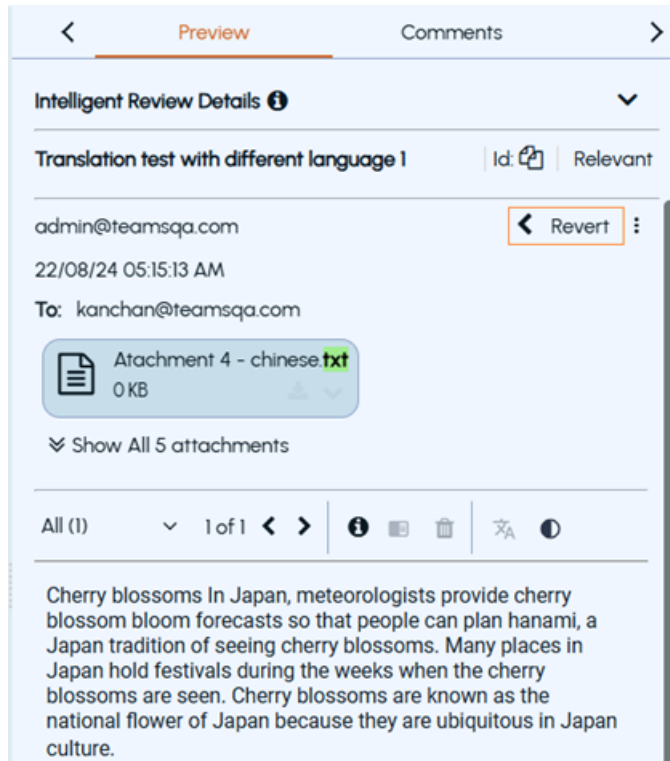 Preview Comments
Intelligent Review Details
Translation test with different language 1 Id: Relevant
admin@teamsqa.com Revert
22/08/24 05:15:13 AM
To: kanchan@teamsqa.com
Atachment 4 - chinese.txt
0 KB
Show All 5 attachments
All (1) 1 of 1
Cherry blossoms In Japan, meteorologists provide cherry
blossom bloom forecasts so that people can plan hanami, a
Japan tradition of seeing cherry blossoms. Many places in
Japan hold festivals during the weeks when the cherry
blossoms are seen. Cherry blossoms are known as the
national flower of Japan because they are ubiquitous in Japan
culture.